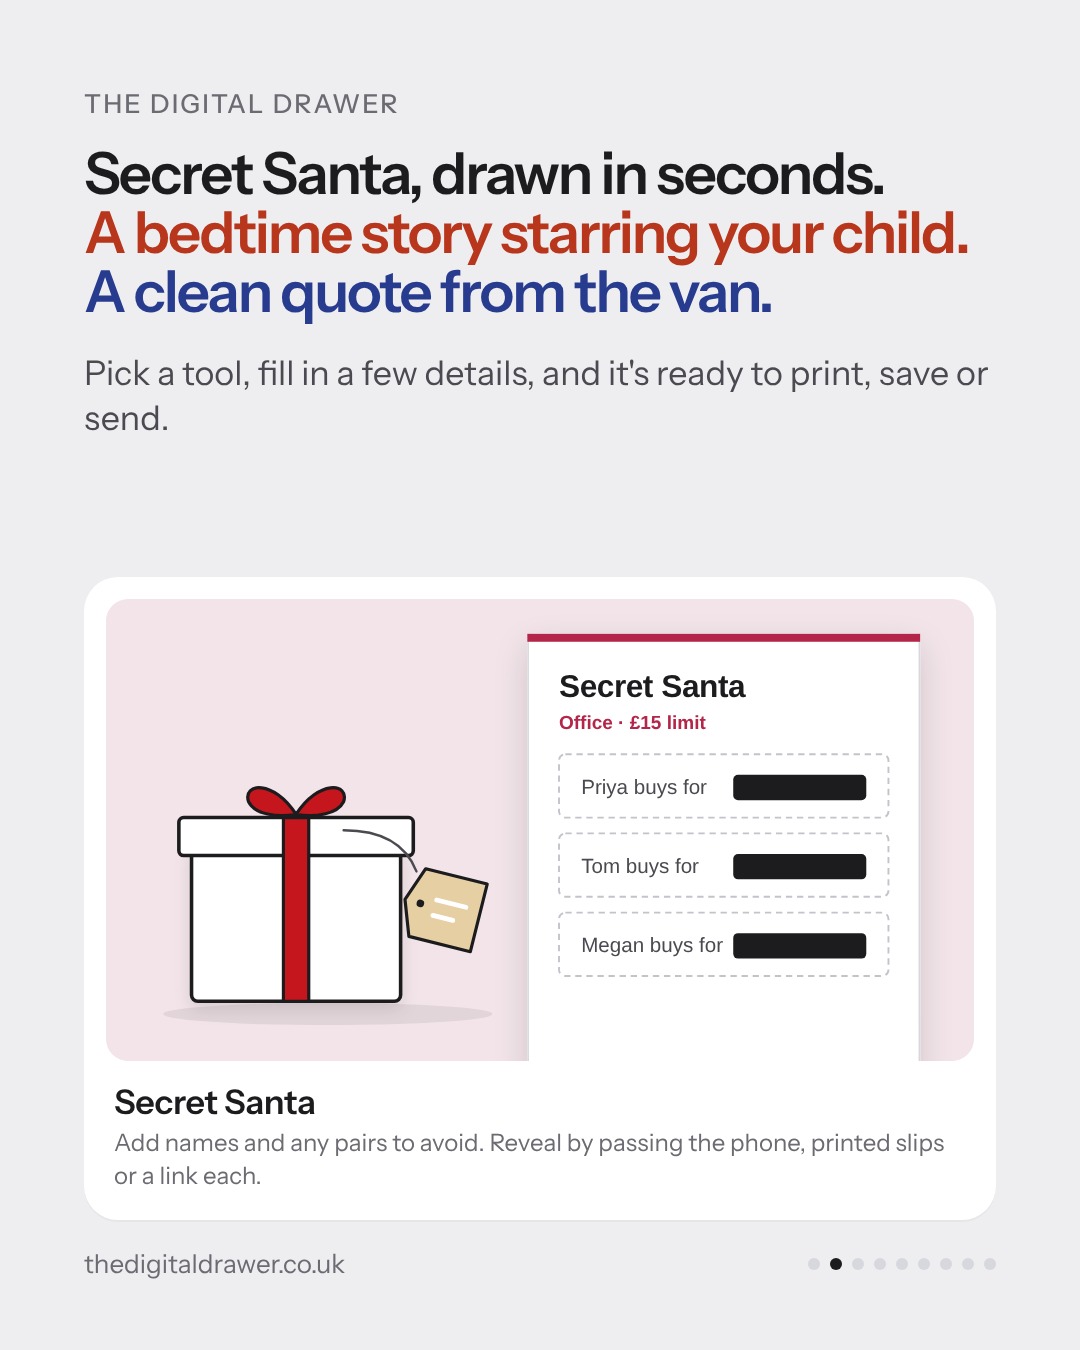 THE DIGITAL DRAWER
Secret Santa, drawn in seconds.
A bedtime story starring your child.
A clean quote from the van.
Pick a tool, fill in a few details, and it's ready to print, save or
send.
Secret Santa
Office · £15 limit
Priya buys for
Tom buys for
Megan buys for
Secret Santa
Add names and any pairs to avoid. Reveal by passing the phone, printed slips
or a link each.
thedigitaldrawer.co.uk